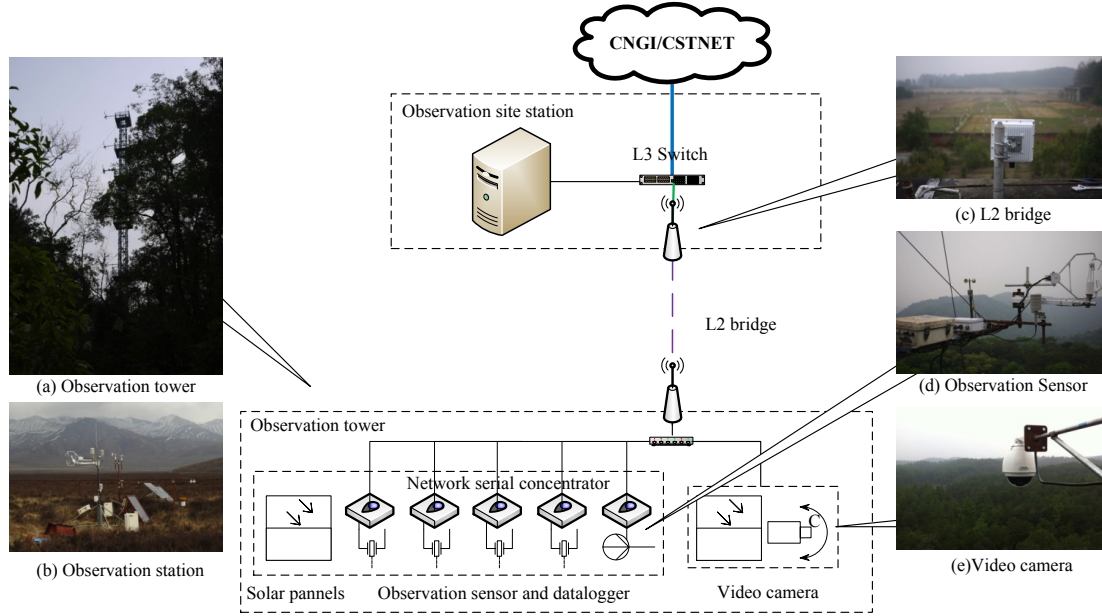 CNGI/CSTNET
Observation site station
L3 Switch
(c) L2 bridge
L2 bridge
(a) Observation tower
(d) Observation Sensor
Observation tower
Network serial concentrator
C
(b) Observation station
(e)Video camera
Solar pannels
Observation sensor and datalogger
Video camera